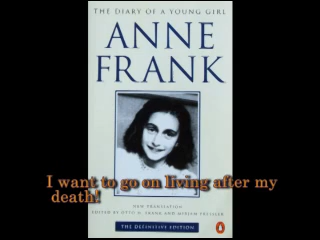 THE DIARY OF A YOUNG GIRL
ANNE
FRANK
I want to go on living after my
death!
NEW TRANSLATION
EDITED BY OTTO H. FRANK AND MIRJAM PRESSLER
THE DEFINITIVE EDITION